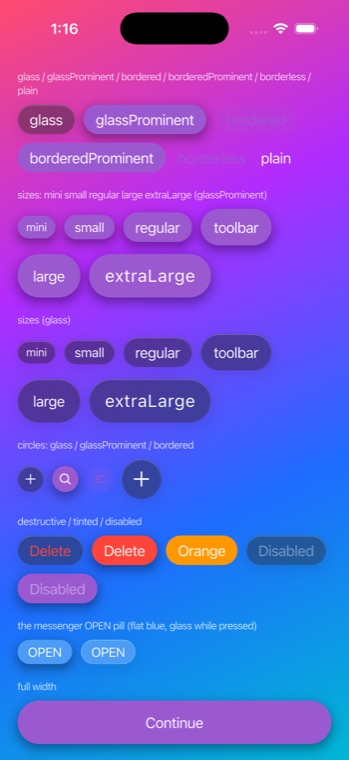 1:16
glass / glassProminent / bordered / borderedProminent / borderless / plain
glass glassProminent bordered
borderedProminent borderless plain
sizes: mini small regular large extraLarge (glassProminent)
mini small regular toolbar
large extraLarge
sizes (glass)
mini small regular toolbar
large extraLarge
circles: glass / glassProminent / bordered
destructive / tinted / disabled
Delete Delete Orange Disabled
Disabled
the messenger OPEN pill (flat blue, glass while pressed)
OPEN OPEN
full width
Continue